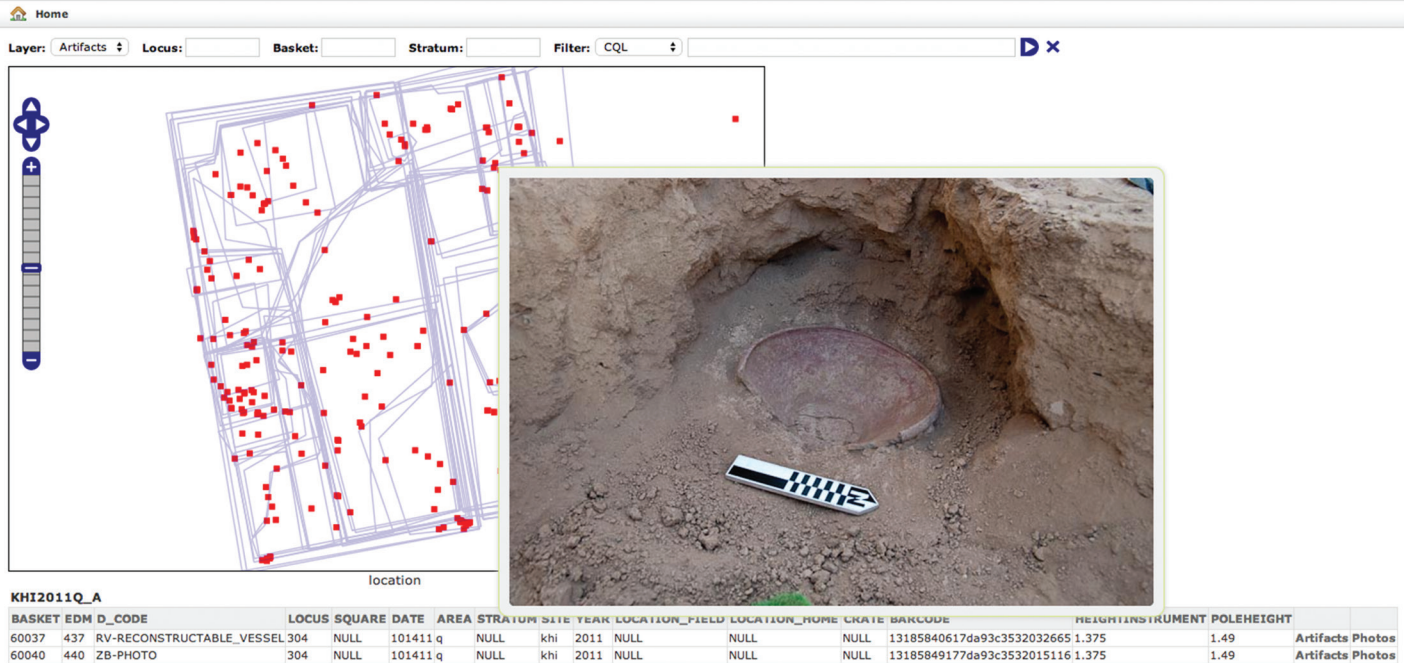 Home
Layer: Artifacts Locus: Basket: Stratum: Filter: CQL
+
−
N
location
KHI2011Q_A
BASKET EDM D_CODE LOCUS SQUARE DATE AREA STRATUM SITE YEAR LOCATION_FIELD LOCATION_HOME CRATE BARCODE HEIGHTINSTRUMENT POLEHEIGHT
60037 437 RV-RECONSTRUCTABLE_VESSEL 304 NULL 101411 q NULL khi 2011 NULL NULL NULL 13185840617da93c3532032665 1.375 1.49 Artifacts Photos
60040 440 ZB-PHOTO 304 NULL 101411 q NULL khi 2011 NULL NULL NULL 13185849177da93c3532015116 1.375 1.49 Artifacts Photos